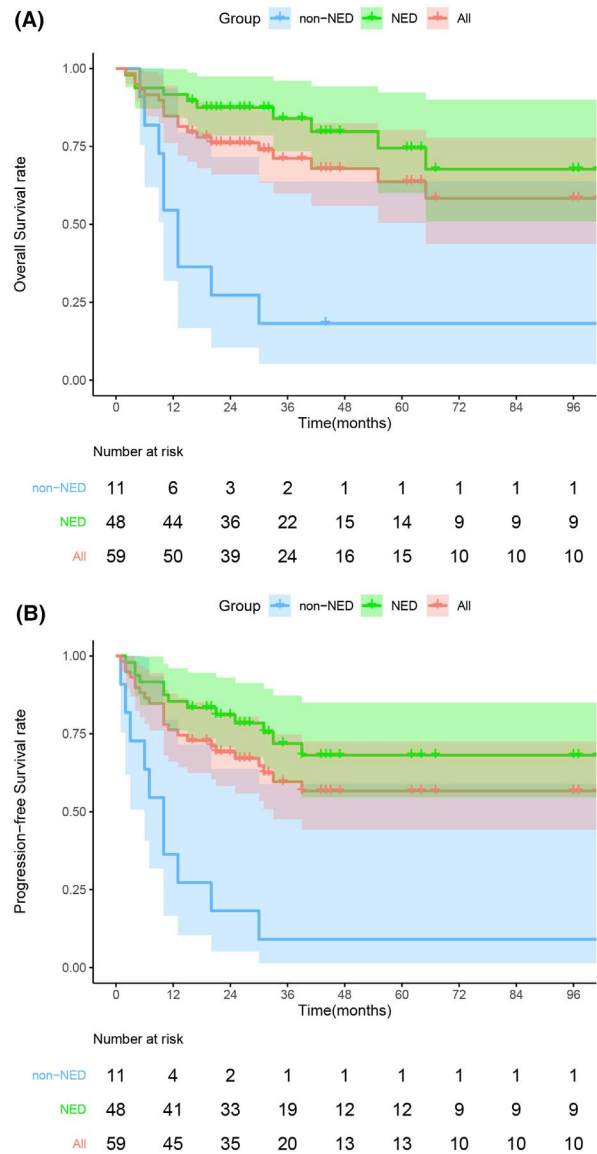 (A)
Group non-NED NED All
1.00
0.75
0.50
0.25
0.00
Overall Survival rate
0 12 24 36 48 60 72 84 96
Time(months)
Number at risk
non-NED 11 6 3 2 1 1 1 1 1
NED 48 44 36 22 15 14 9 9 9
All 59 50 39 24 16 15 10 10 10
(B)
Group non-NED NED All
1.00
0.75
0.50
0.25
0.00
Progression-free Survival rate
0 12 24 36 48 60 72 84 96
Time(months)
Number at risk
non-NED 11 4 2 1 1 1 1 1 1
NED 48 41 33 19 12 12 9 9 9
All 59 45 35 20 13 13 10 10 10